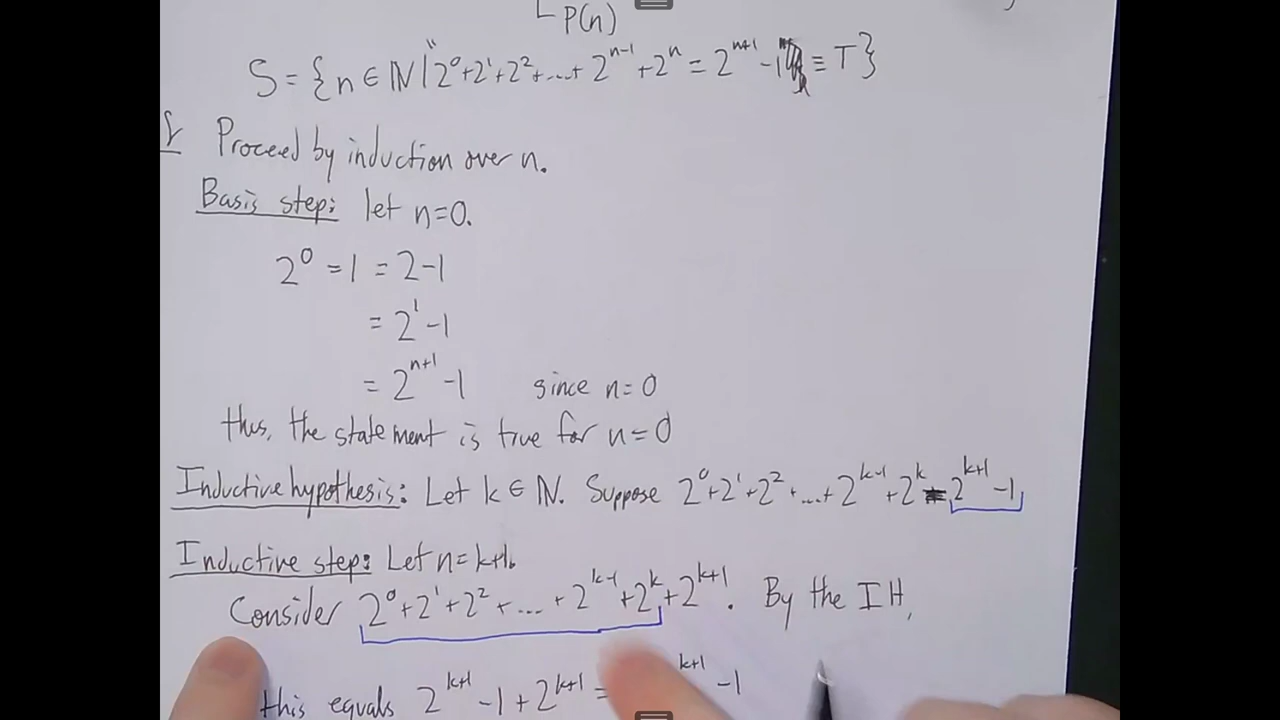 P(n)
S = {n ∈ ℕ | "2⁰+2¹+2²+...+2ⁿ⁻¹+2ⁿ = 2ⁿ⁺¹ -1" ≡ T}
Proceed by induction over n.
Basis step: let n=0.
2⁰ = 1 = 2-1
= 2¹ -1
= 2ⁿ⁺¹ -1 since n=0
thus, the statement is true for n=0
Inductive hypothesis: Let k ∈ ℕ. Suppose 2⁰+2¹+2²+...+2ᵏ⁻¹+2ᵏ = 2ᵏ⁺¹ -1
Inductive step: Let n=k+1.
Consider 2⁰+2¹+2²+...+2ᵏ⁻¹+2ᵏ+2ᵏ⁺¹. By the IH,
this equals 2ᵏ⁺¹ -1 + 2ᵏ⁺¹ = ᵏ⁺¹ -1